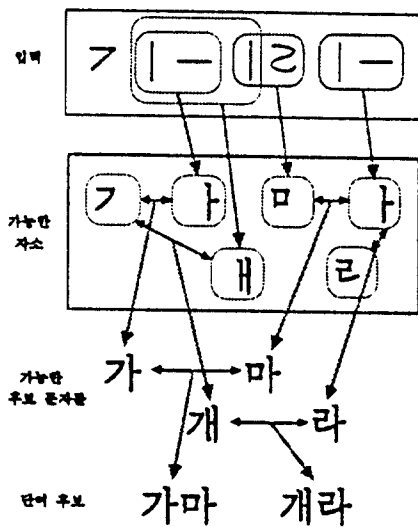 입력 ㄱ ㅣ ㅡ ㅣ 2 ㅣ ㅡ
가능한
자소
ㄱ ㅏ ㅁ ㅏ
ㅐ ㄹ
가능한
후보 문자들
가 마
개 라
단어 후보 가마 개라